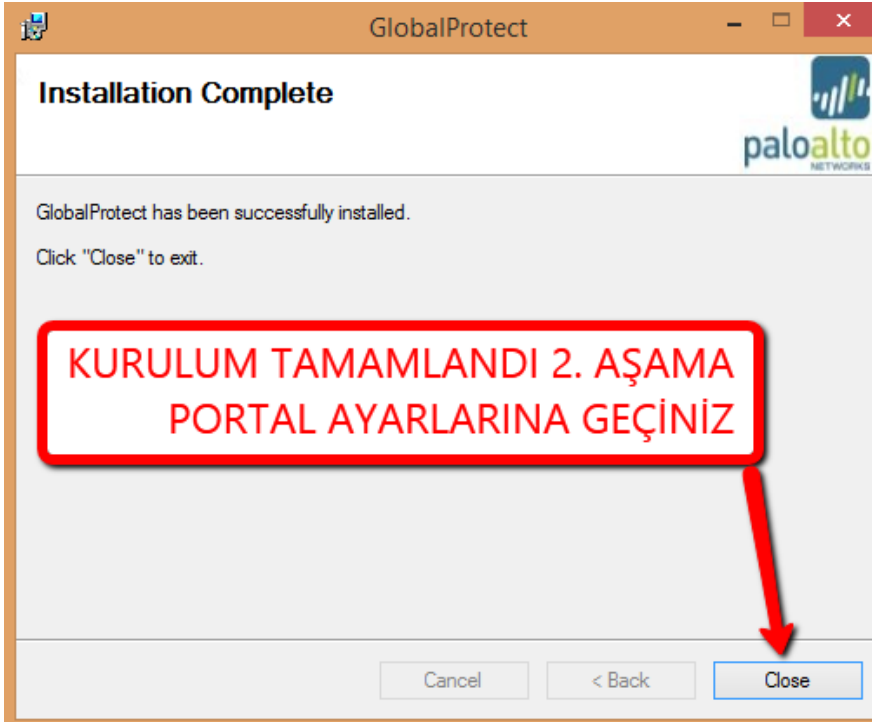 GlobalProtect
Installation Complete
paloalto
NETWORKS
GlobalProtect has been successfully installed.
Click "Close" to exit.
KURULUM TAMAMLANDI 2. AŞAMA
PORTAL AYARLARINA GEÇİNİZ
Cancel
< Back
Close